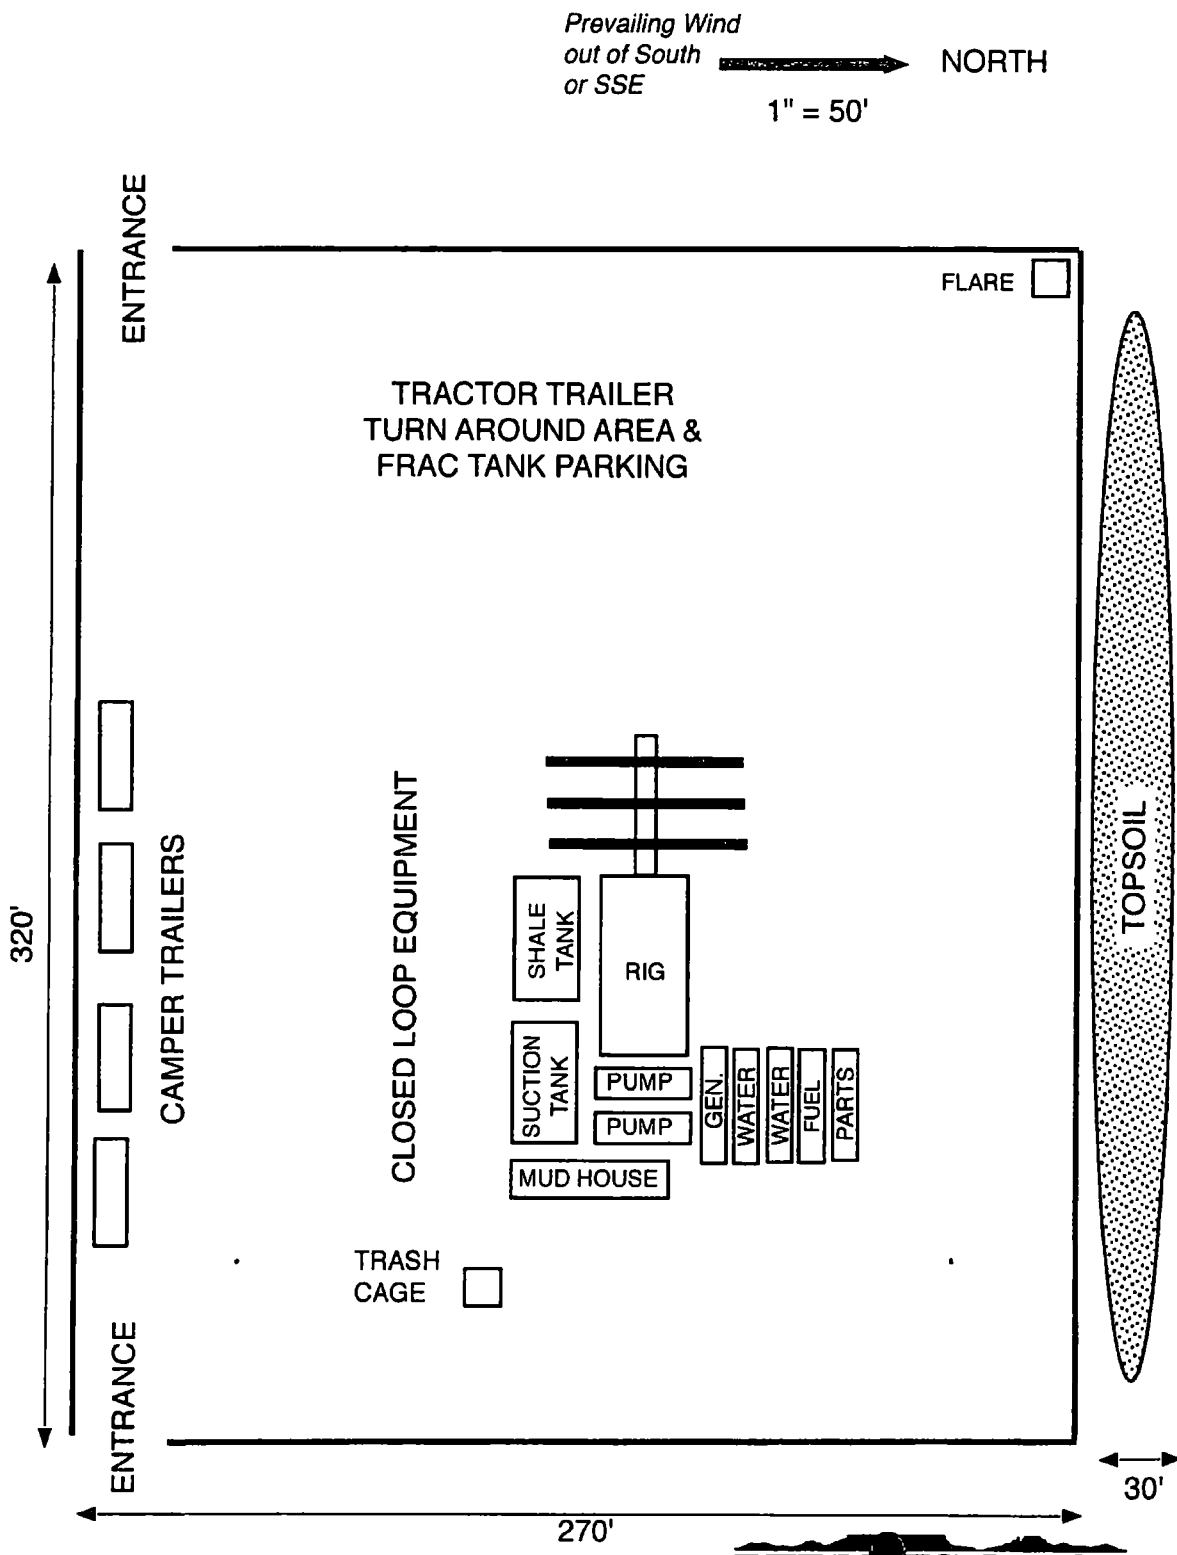 Prevailing Wind
out of South
or SSE
NORTH
1" = 50'
ENTRANCE
FLARE
TRACTOR TRAILER
TURN AROUND AREA &
FRAC TANK PARKING
320'
CAMPER TRAILERS
CLOSED LOOP EQUIPMENT
SHALE
TANK
RIG
TOPSOIL
SUCTION
TANK
PUMP
PUMP
GEN.
WATER
WATER
FUEL
PARTS
MUD HOUSE
TRASH
CAGE
ENTRANCE
30'
270'